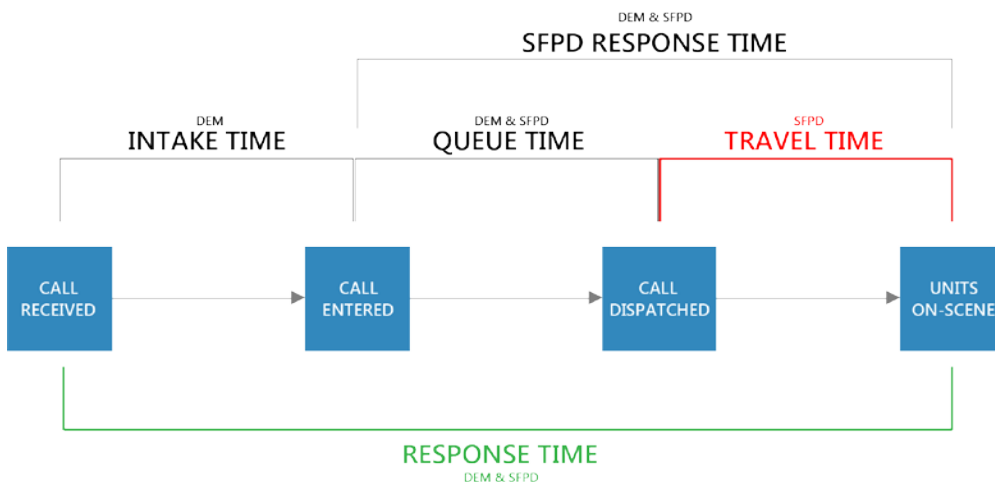 DEM & SFPD
SFPD RESPONSE TIME
DEM
INTAKE TIME
DEM & SFPD
QUEUE TIME
SFPD
TRAVEL TIME
CALL
RECEIVED
CALL
ENTERED
CALL
DISPATCHED
UNITS
ON-SCENE
RESPONSE TIME
DEM & SFPD